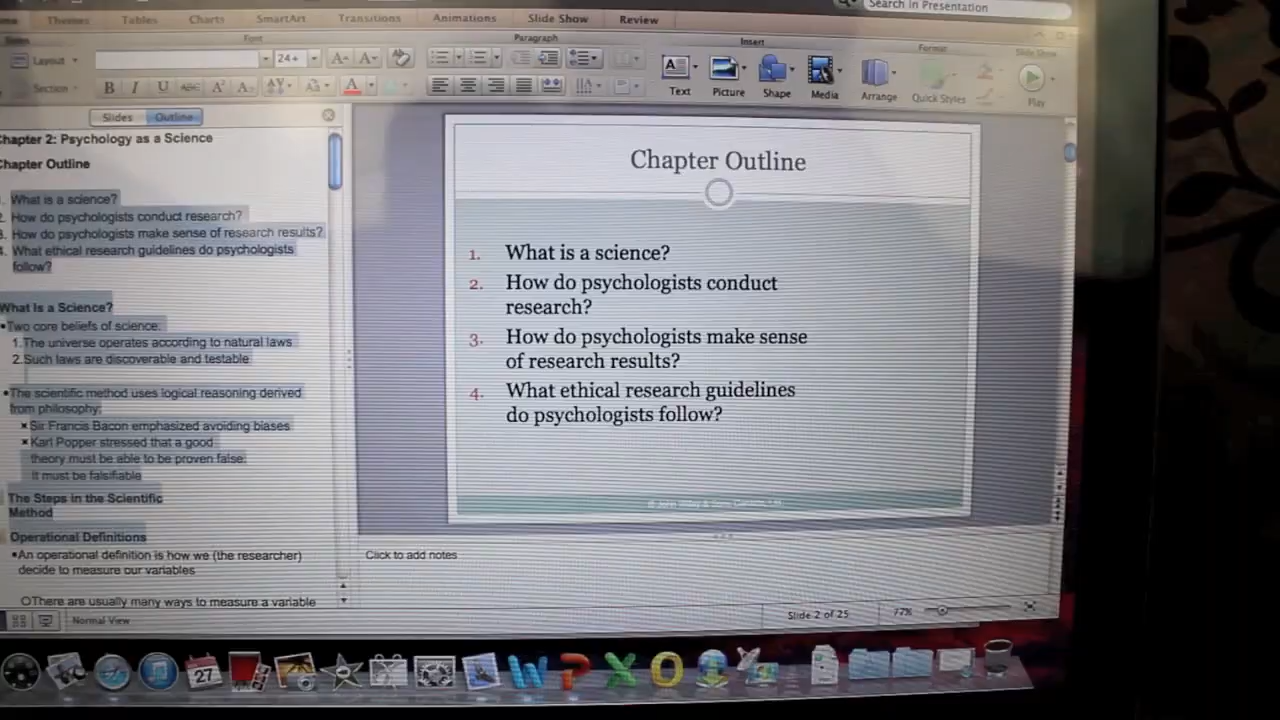 Search in Presentation
Themes Tables Charts SmartArt Transitions Animations Slide Show Review
Font Paragraph Insert Format Slide Show
Layout
24
Section
B I U ABC A A
Text Picture Shape Media Arrange Quick Styles Play
Slides Outline
Chapter 2: Psychology as a Science
Chapter Outline
What is a science?
2. How do psychologists conduct research?
3. How do psychologists make sense of research results?
What ethical research guidelines do psychologists
follow?
What Is a Science?
•Two core beliefs of science:
1.The universe operates according to natural laws
2.Such laws are discoverable and testable
•The scientific method uses logical reasoning derived
from philosophy:
Sir Francis Bacon emphasized avoiding biases
Karl Popper stressed that a good
theory must be able to be proven false.
It must be falsifiable
The Steps in the Scientific
Method
Operational Definitions
•An operational definition is how we (the researcher)
decide to measure our variables
There are usually many ways to measure a variable
Chapter Outline
1. What is a science?
2. How do psychologists conduct
research?
3. How do psychologists make sense
of research results?
4. What ethical research guidelines
do psychologists follow?
Click to add notes
Normal View
Slide 2 of 25
77%
27
W P X O